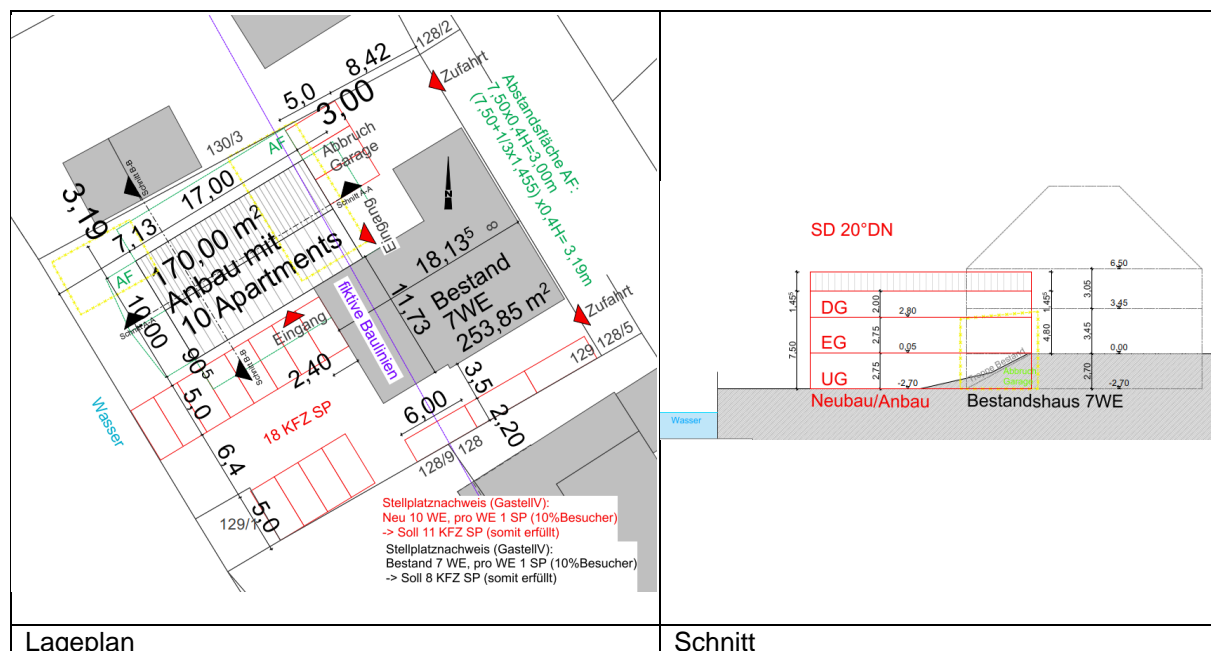 128/2
8,42
Zufahrt
5,0
3,00
Abstandsfläche AF:
7,50x0,4H=3,00m
(7,50+1/3x1,455) x0,4H= 3,19m
130/3
AF
Abbruch
Garage
Schnitt B-B
17,00
3,19
7,13
Schnitt A-A
Eingang
N
170,00 m²
Anbau mit
10 Apartments
AF
18,13⁵
8
Bestand
7WE
253,85 m²
11,73
fiktive Baulinien
Zufahrt
Schnitt A-A
10,00
Eingang
90⁵
Schnitt B-B
2,40
129
128/5
Wasser
5,0
3,5
6,00
2,20
18 KFZ SP
6,4
128/9
128
129/1
5,0
Stellplatznachweis (GastellV):
Neu 10 WE, pro WE 1 SP (10%Besucher)
-> Soll 11 KFZ SP (somit erfüllt)
Stellplatznachweis (GastellV):
Bestand 7 WE, pro WE 1 SP (10%Besucher)
-> Soll 8 KFZ SP (somit erfüllt)
Lageplan
SD 20°DN
6,50
1,45⁵
2,00
1,45⁵
3,05
DG
2,80
3,45
7,50
2,75
4,80
3,45
EG
0,05
0,00
Treppe Bestand
UG
2,75
-2,70
Abbruch
Garage
2,70
-2,70
Neubau/Anbau
Bestandshaus 7WE
Wasser
Schnitt